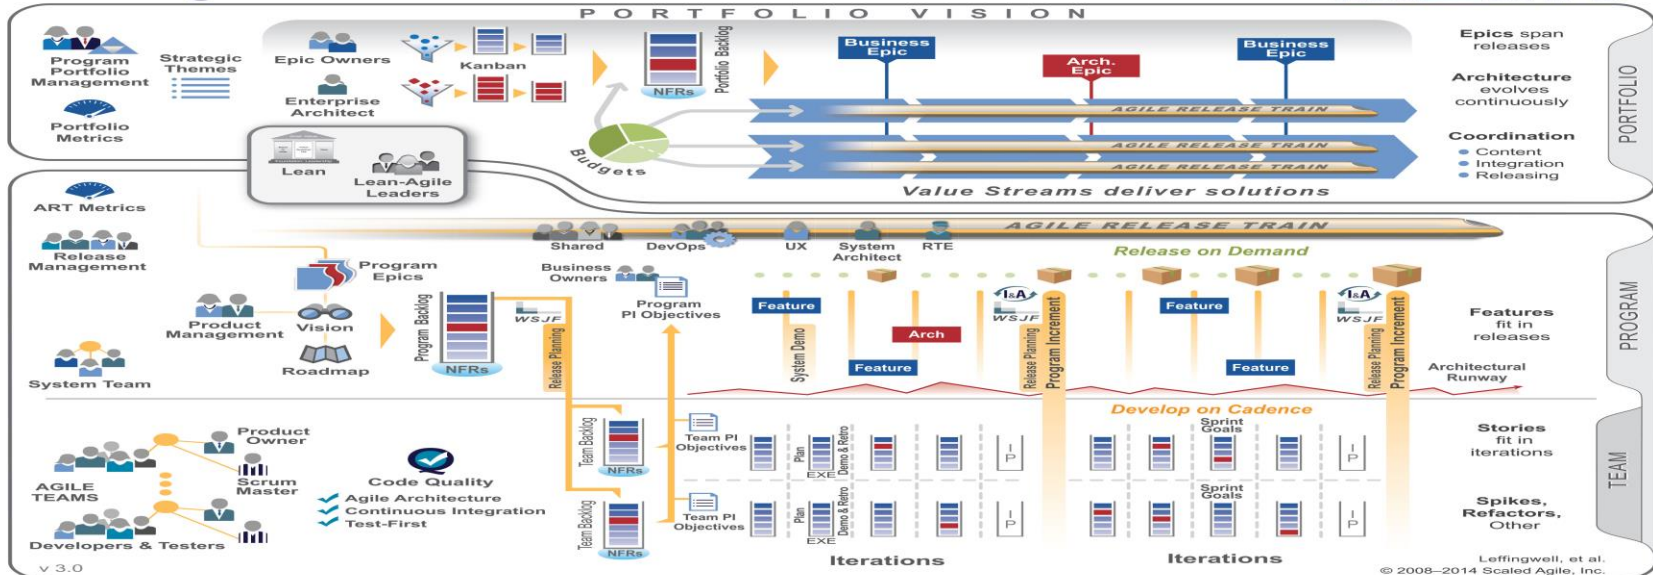 PORTFOLIO VISION
Program
Portfolio
Management
Strategic
Themes
Portfolio
Metrics
Epic Owners
Enterprise
Architect
Kanban
NFRs
Portfolio Backlog
Business
Epic
Arch.
Epic
Business
Epic
AGILE RELEASE TRAIN
AGILE RELEASE TRAIN
AGILE RELEASE TRAIN
Budgets
Value Streams deliver solutions
Epics span
releases
Architecture
evolves
continuously
Coordination
Content
Integration
Releasing
PORTFOLIO
Lean
Lean-Agile
Leaders
ART Metrics
Release
Management
Product
Management
System Team
Program
Epics
Vision
Roadmap
Program Backlog
NFRs
WSJF
Release Planning
AGILE RELEASE TRAIN
Shared
DevOps
UX
System
Architect
RTE
Business
Owners
Program
PI Objectives
Release on Demand
Feature
System Demo
Feature
Arch
I&A
WSJF
Release Planning
Program Increment
Feature
Feature
I&A
WSJF
Release Planning
Program Increment
Features
fit in
releases
Architectural
Runway
PROGRAM
Develop on Cadence
Product
Owner
Scrum
Master
AGILE
TEAMS
Developers & Testers
Code Quality
Agile Architecture
Continuous Integration
Test-First
Team Backlog
NFRs
Team PI
Objectives
Plan
EXE
Demo & Retro
I
P
Sprint
Goals
I
P
Stories
fit in
iterations
Team Backlog
NFRs
Team PI
Objectives
Plan
EXE
Demo & Retro
I
P
Sprint
Goals
I
P
Spikes,
Refactors,
Other
Iterations
Iterations
TEAM
v 3.0
Leffingwell, et al.
© 2008–2014 Scaled Agile, Inc.